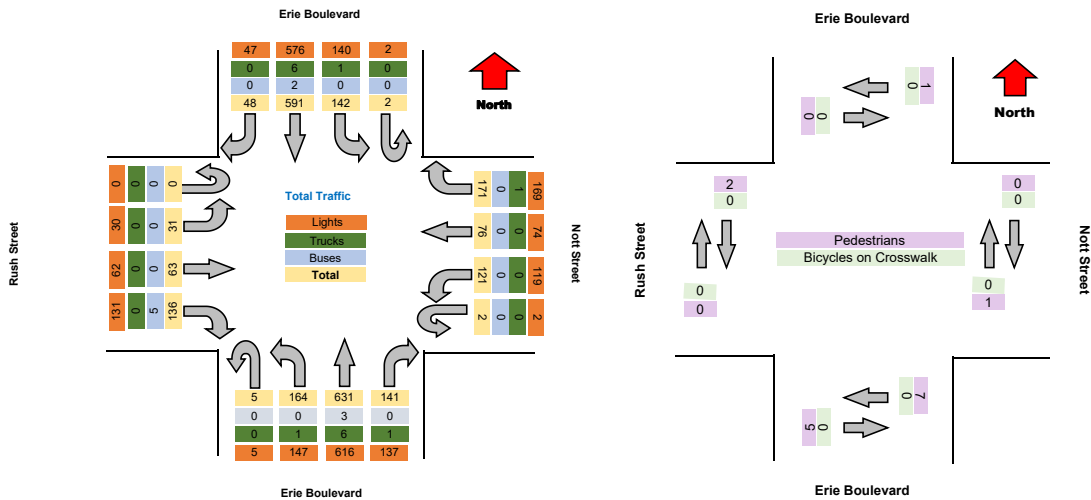 Erie Boulevard
47 576 140 2
0 6 1 0
0 2 0 0
48 591 142 2
North
Rush Street
0 0 0 0
30 0 0 31
62 0 0 63
131 0 5 136
Total Traffic
Lights
Trucks
Buses
Total
171 0 1 169
76 0 0 74
121 0 0 119
2 0 0 2
Nott Street
5 164 631 141
0 0 3 0
0 1 6 1
5 147 616 137
Erie Boulevard
Erie Boulevard
0 1
0 0
North
Rush Street
2
0
0
0
Pedestrians
Bicycles on Crosswalk
0
0
0
1
Nott Street
0 7
5 0
Erie Boulevard